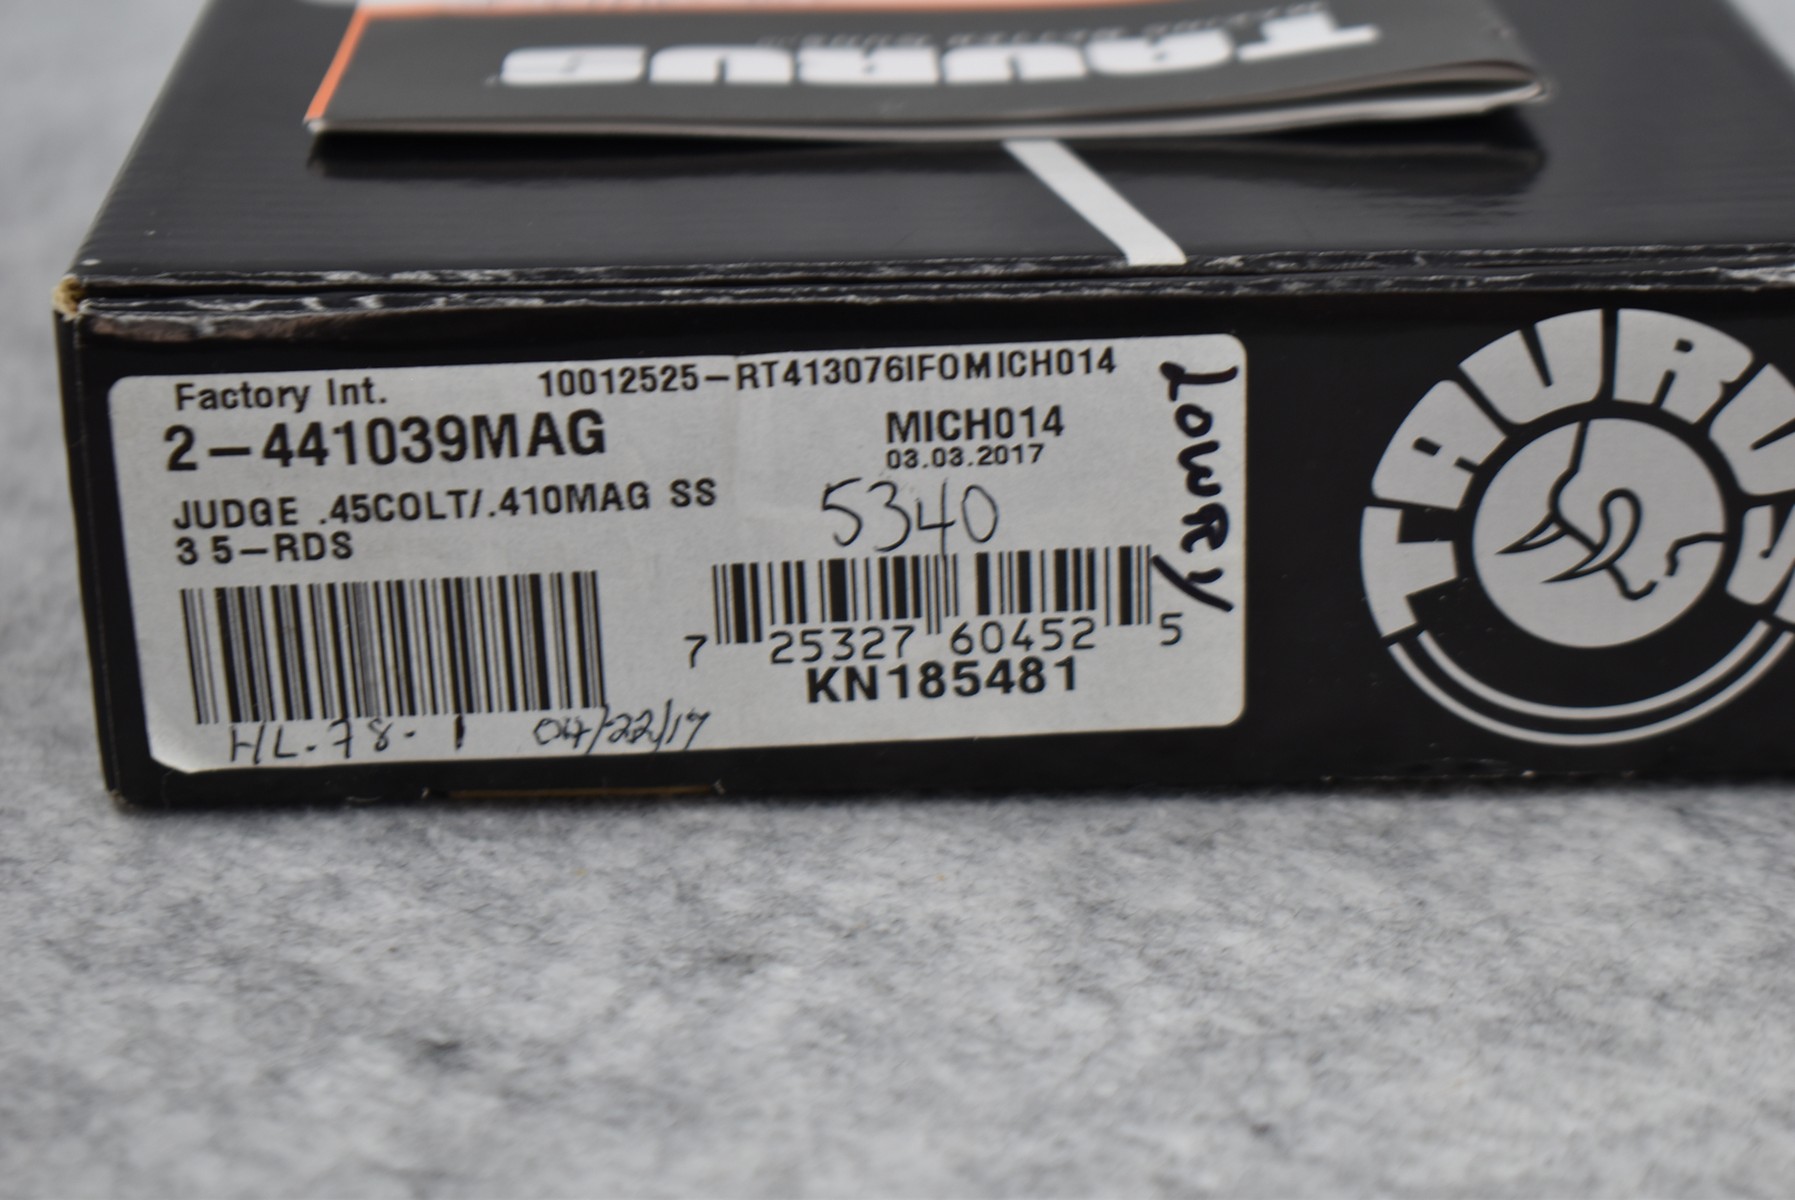 TAURUS
Factory Int. 10012525-RT413076IFOMICH014
2-441039MAG
MICH014
03.03.2017
JUDGE .45COLT/.410MAG SS
3 5-RDS
5340
LOWRY
7 25327 60452 5
KN185481
HL-78-1 04/22/17
TAURUS